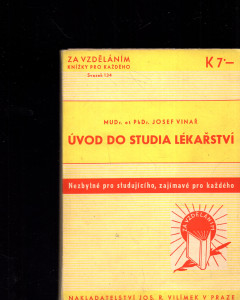 ZA VZDĚLÁNÍM
KNÍŽKY PRO KAŽDÉHO
Svazek 134
K 7·—
MUDr. et PhDr. JOSEF VINAŘ
ÚVOD DO STUDIA LÉKAŘSTVÍ
Nezbytné pro studujícího, zajímavé pro každého
ZA VZDĚLÁNÍM
NAKLADATELSTVÍ JOS. R. VILÍMEK V PRAZE